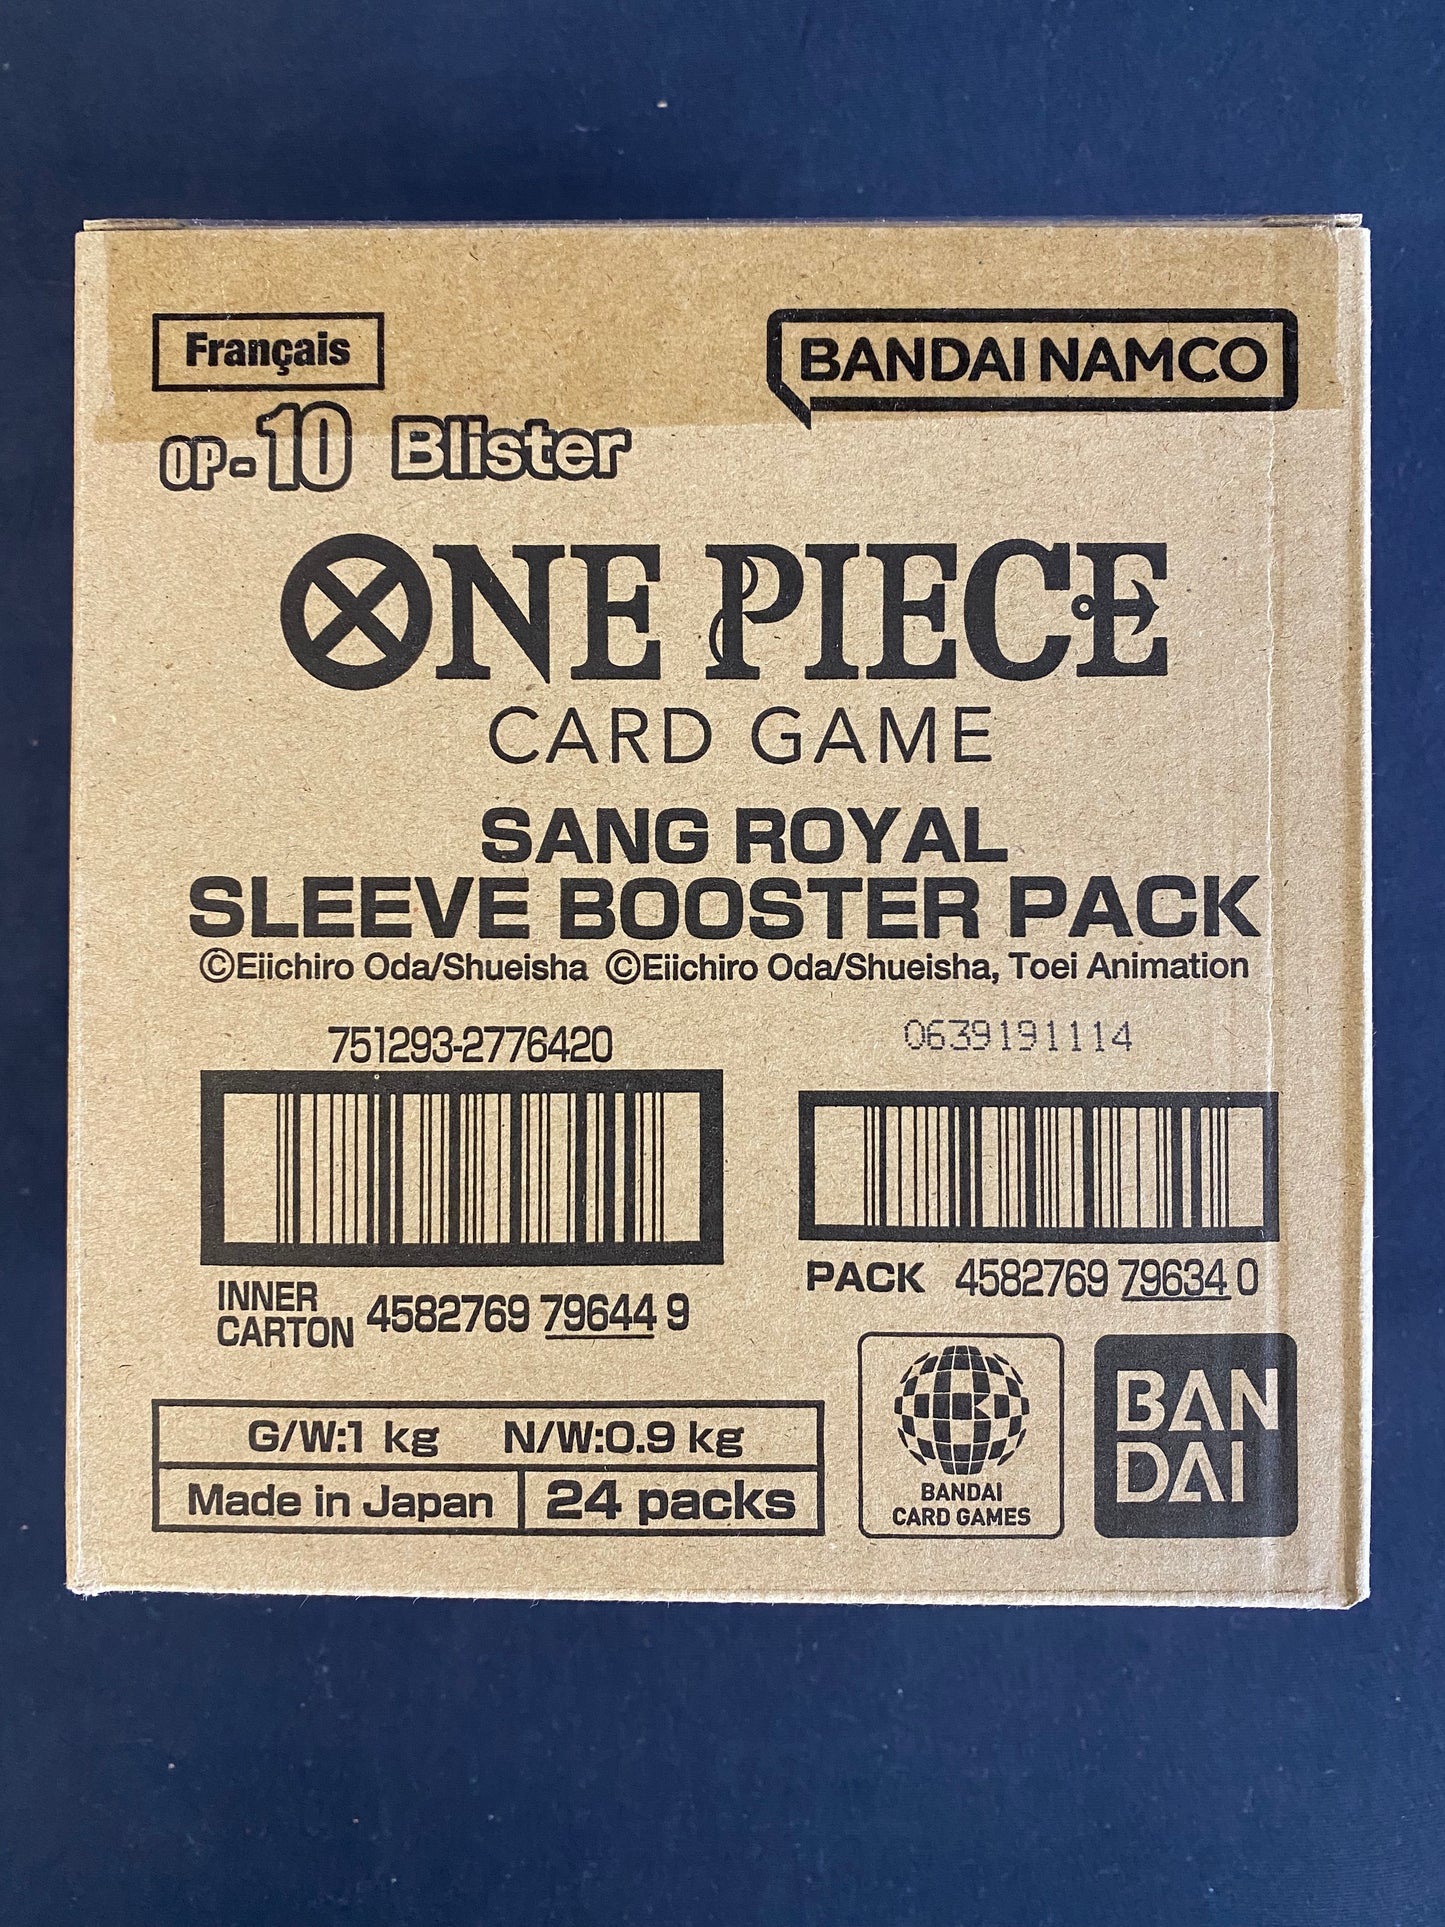 Français
BANDAI NAMCO
OP-10 Blister
ONE PIECE
CARD GAME
SANG ROYAL
SLEEVE BOOSTER PACK
©Eiichiro Oda/Shueisha ©Eiichiro Oda/Shueisha, Toei Animation
751293-2776420
0639191114
INNER
CARTON 4582769 79644 9
PACK 4582769 79634 0
G/W:1 kg N/W:0.9 kg
Made in Japan 24 packs
BANDAI
CARD GAMES
BAN
DAI